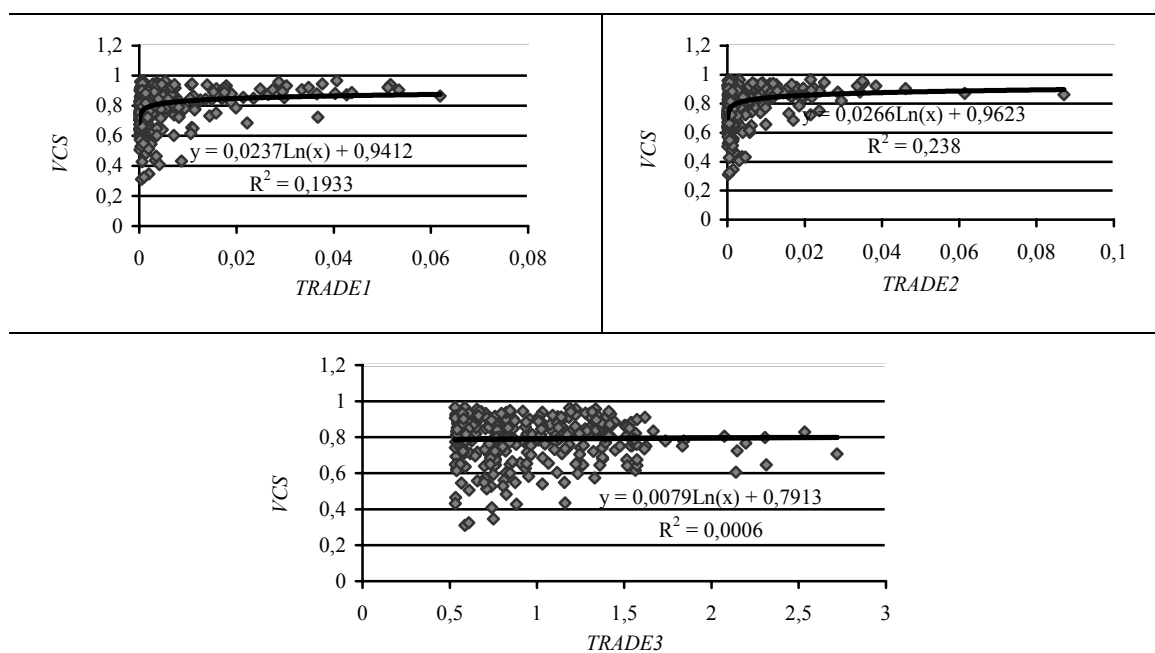 1,2
1
0,8
0,6
0,4
0,2
0
VCS
y = 0,0237Ln(x) + 0,9412
R² = 0,1933
0 0,02 0,04 0,06 0,08
TRADE1
1,2
1
0,8
0,6
0,4
0,2
0
VCS
y = 0,0266Ln(x) + 0,9623
R² = 0,238
0 0,02 0,04 0,06 0,08 0,1
TRADE2
1,2
1
0,8
0,6
0,4
0,2
0
VCS
y = 0,0079Ln(x) + 0,7913
R² = 0,0006
0 0,5 1 1,5 2 2,5 3
TRADE3